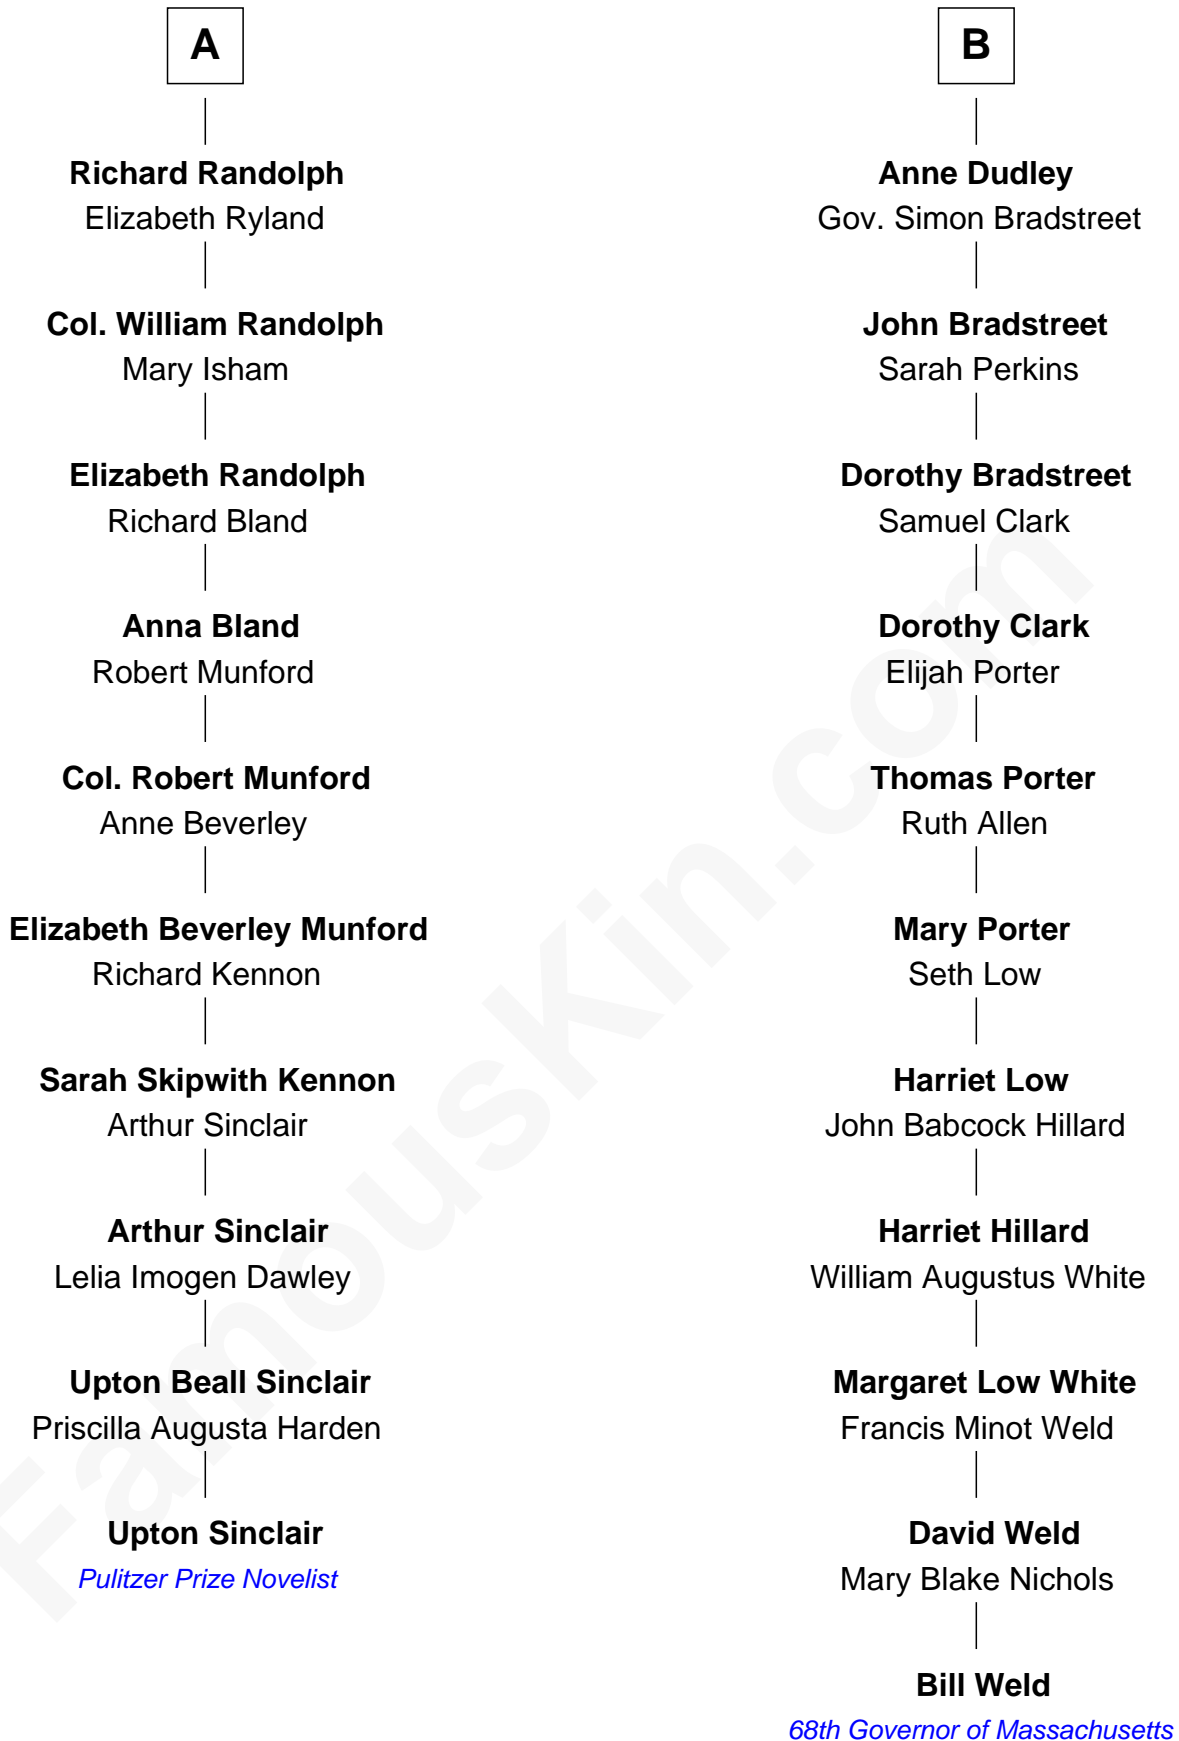 A
Richard Randolph
Elizabeth Ryland
Col. William Randolph
Mary Isham
Elizabeth Randolph
Richard Bland
Anna Bland
Robert Munford
Col. Robert Munford
Anne Beverley
Elizabeth Beverley Munford
Richard Kennon
Sarah Skipwith Kennon
Arthur Sinclair
Arthur Sinclair
Lelia Imogen Dawley
Upton Beall Sinclair
Priscilla Augusta Harden
Upton Sinclair
Pulitzer Prize Novelist
B
Anne Dudley
Gov. Simon Bradstreet
John Bradstreet
Sarah Perkins
Dorothy Bradstreet
Samuel Clark
Dorothy Clark
Elijah Porter
Thomas Porter
Ruth Allen
Mary Porter
Seth Low
Harriet Low
John Babcock Hillard
Harriet Hillard
William Augustus White
Margaret Low White
Francis Minot Weld
David Weld
Mary Blake Nichols
Bill Weld
68th Governor of Massachusetts
FamousKin.com